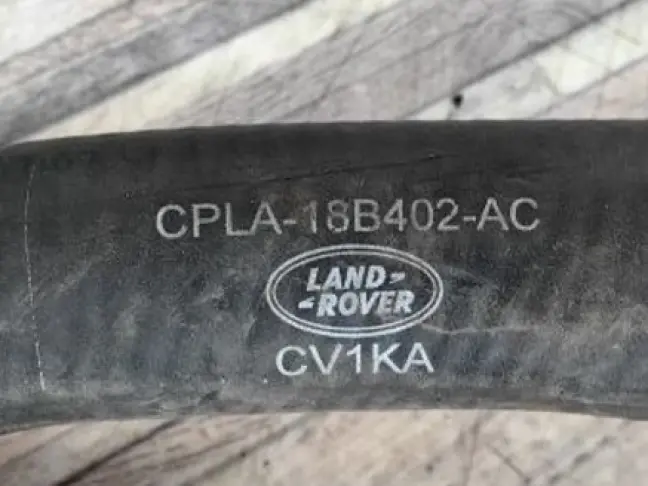 CPLA-18B402-AC
LAND
ROVER
CV1KA